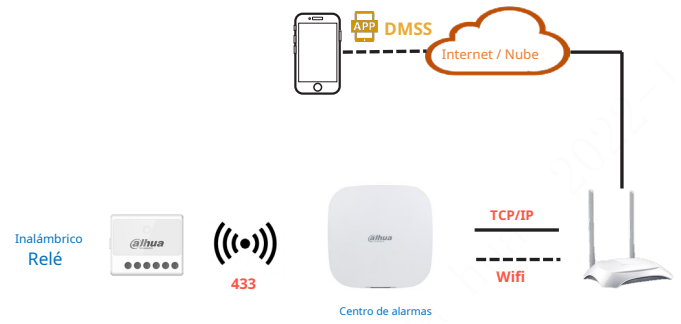 APP
DMSS
Internet / Nube
TCP/IP
Inalámbrico
Relé
alhua
alhua
433
Wifi
Centro de alarmas